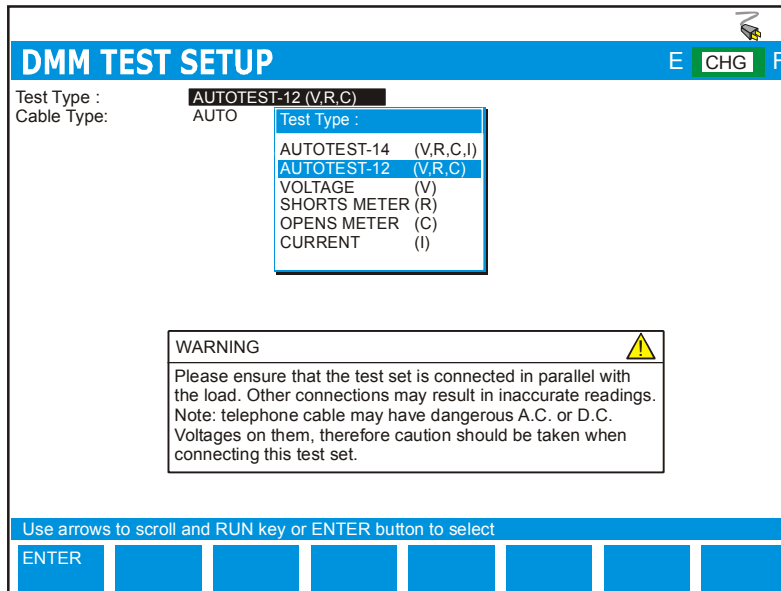 DMM TEST SETUP
E CHG F
Test Type : AUTOTEST-12 (V,R,C)
Cable Type: AUTO
Test Type :
AUTOTEST-14 (V,R,C,I)
AUTOTEST-12 (V,R,C)
VOLTAGE (V)
SHORTS METER (R)
OPENS METER (C)
CURRENT (I)
WARNING
Please ensure that the test set is connected in parallel with
the load. Other connections may result in inaccurate readings.
Note: telephone cable may have dangerous A.C. or D.C.
Voltages on them, therefore caution should be taken when
connecting this test set.
Use arrows to scroll and RUN key or ENTER button to select
ENTER